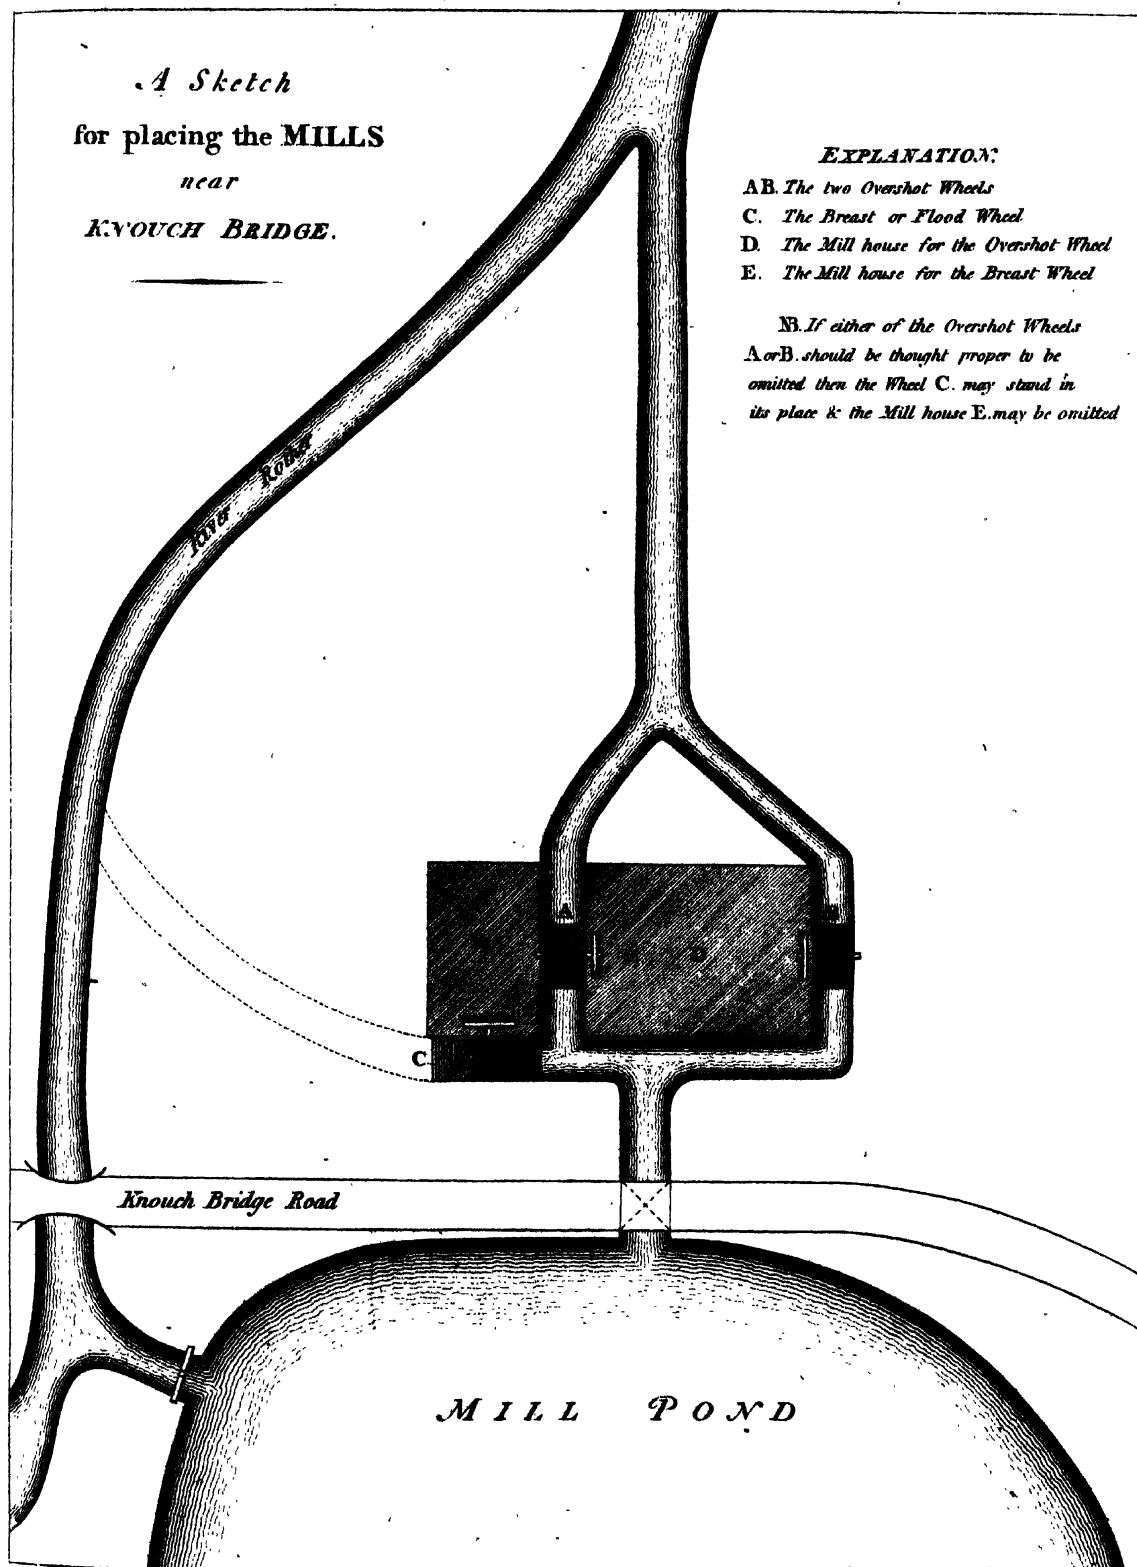 A Sketch
for placing the MILLS
near
KNOUCH BRIDGE.
EXPLANATION:
AB. The two Overshot Wheels
C. The Breast or Flood Wheel
D. The Mill house for the Overshot Wheel
E. The Mill house for the Breast Wheel
NB. If either of the Overshot Wheels
A or B. should be thought proper to be
omitted then the Wheel C. may stand in
its place & the Mill house E. may be omitted
River Rother
A
D
C
Knouch Bridge Road
MILL POND